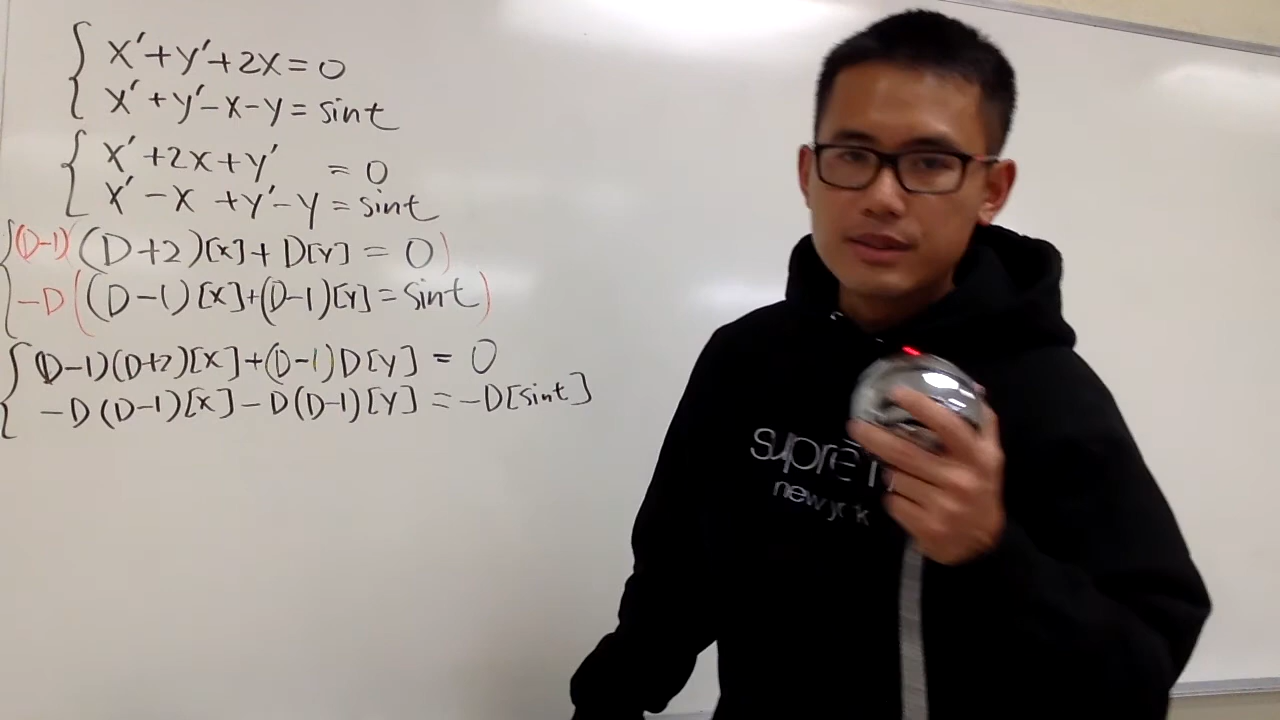 x'+y'+2x=0
x'+y'-x-y=sint
x'+2x+y' =0
x'-x +y'-y=sint
(D-1)((D+2)[x]+D[y]=0)
-D((D-1)[x]+(D-1)[y]=sint)
(D-1)(D+2)[x]+(D-1)D[y]=0
-D(D-1)[x]-D(D-1)[y]=-D[sint]
new york